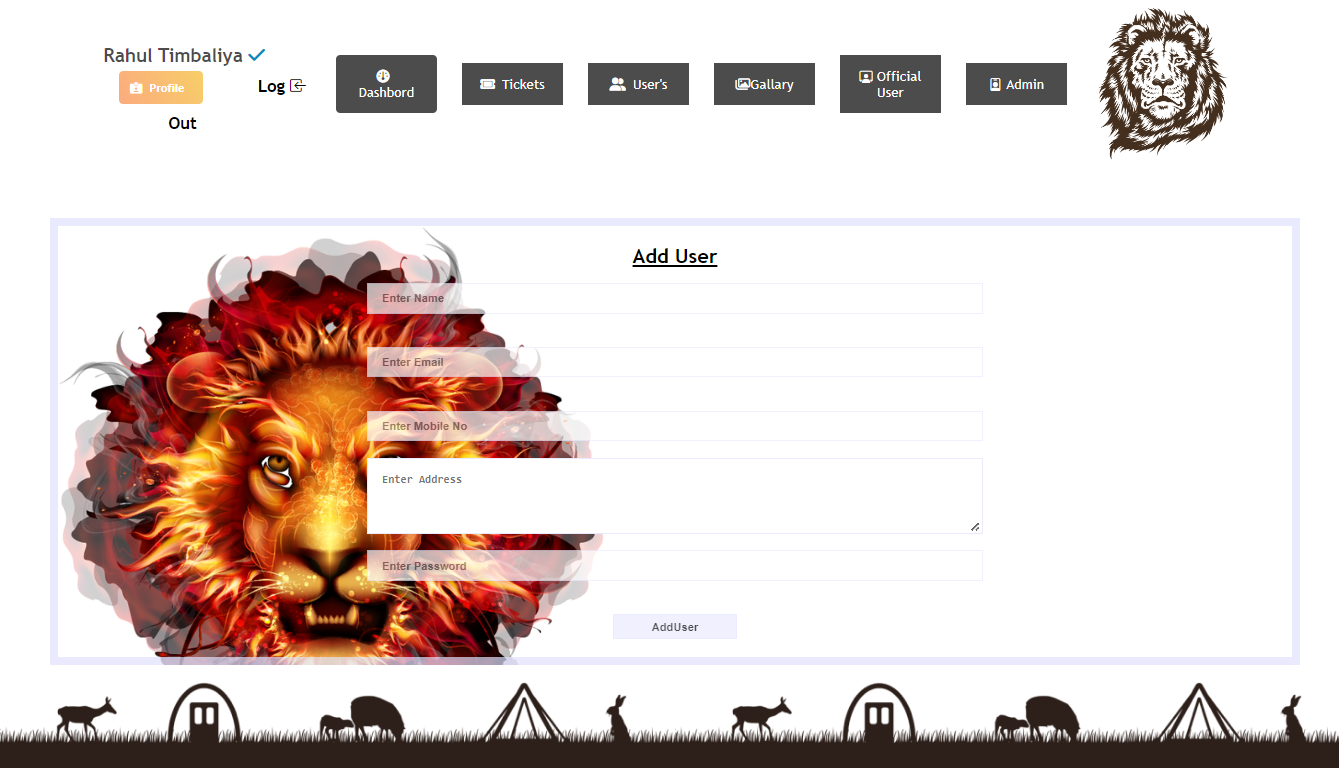 Rahul Timbaliya
Profile
Log
Out
Dashbord
Tickets
User's
Gallary
Official
User
Admin
Add User
Enter Name
Enter Email
Enter Mobile No
Enter Address
Enter Password
AddUser